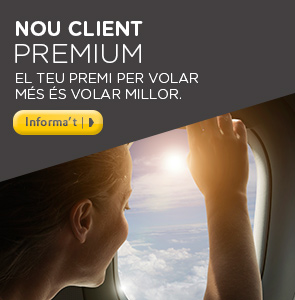 NOU CLIENT
PREMIUM
EL TEU PREMI PER VOLAR
MÉS ÉS VOLAR MILLOR.
Informa't |